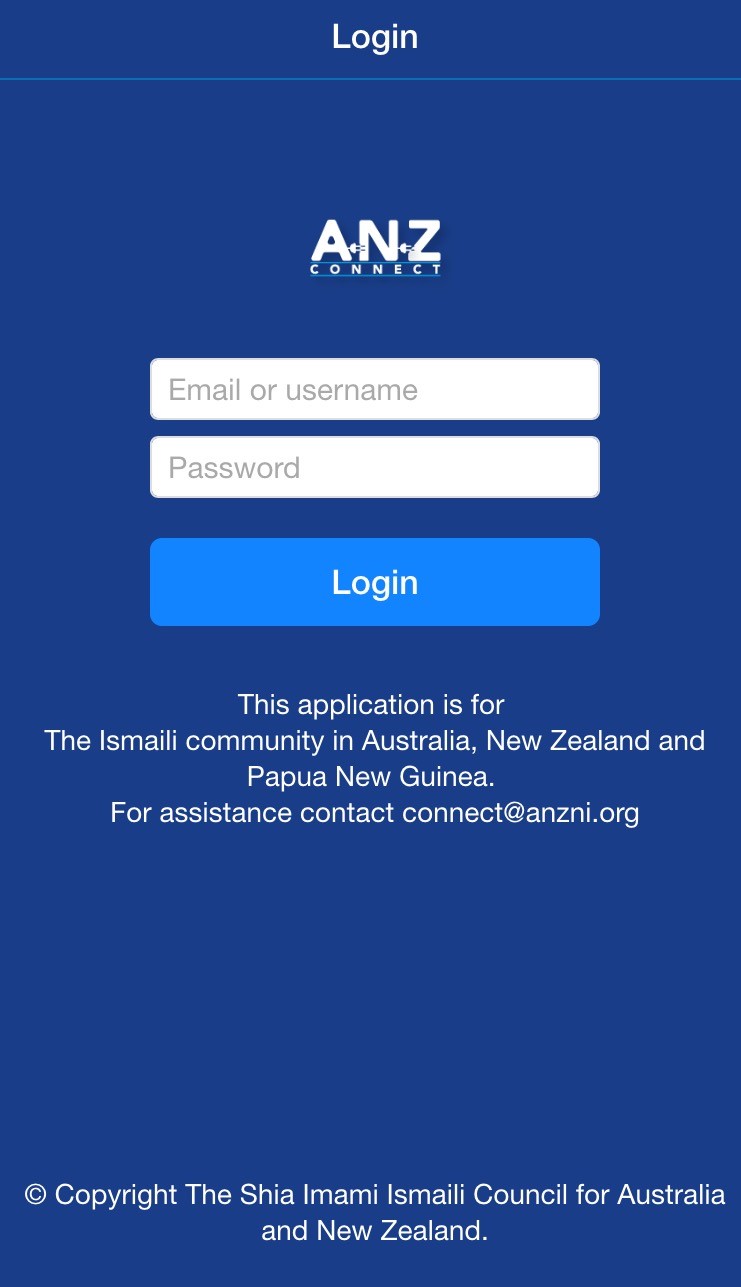 Login
ANZ
CONNECT
Email or username
Password
Login
This application is for
The Ismaili community in Australia, New Zealand and
Papua New Guinea.
For assistance contact connect@anzni.org
© Copyright The Shia Imami Ismaili Council for Australia
and New Zealand.